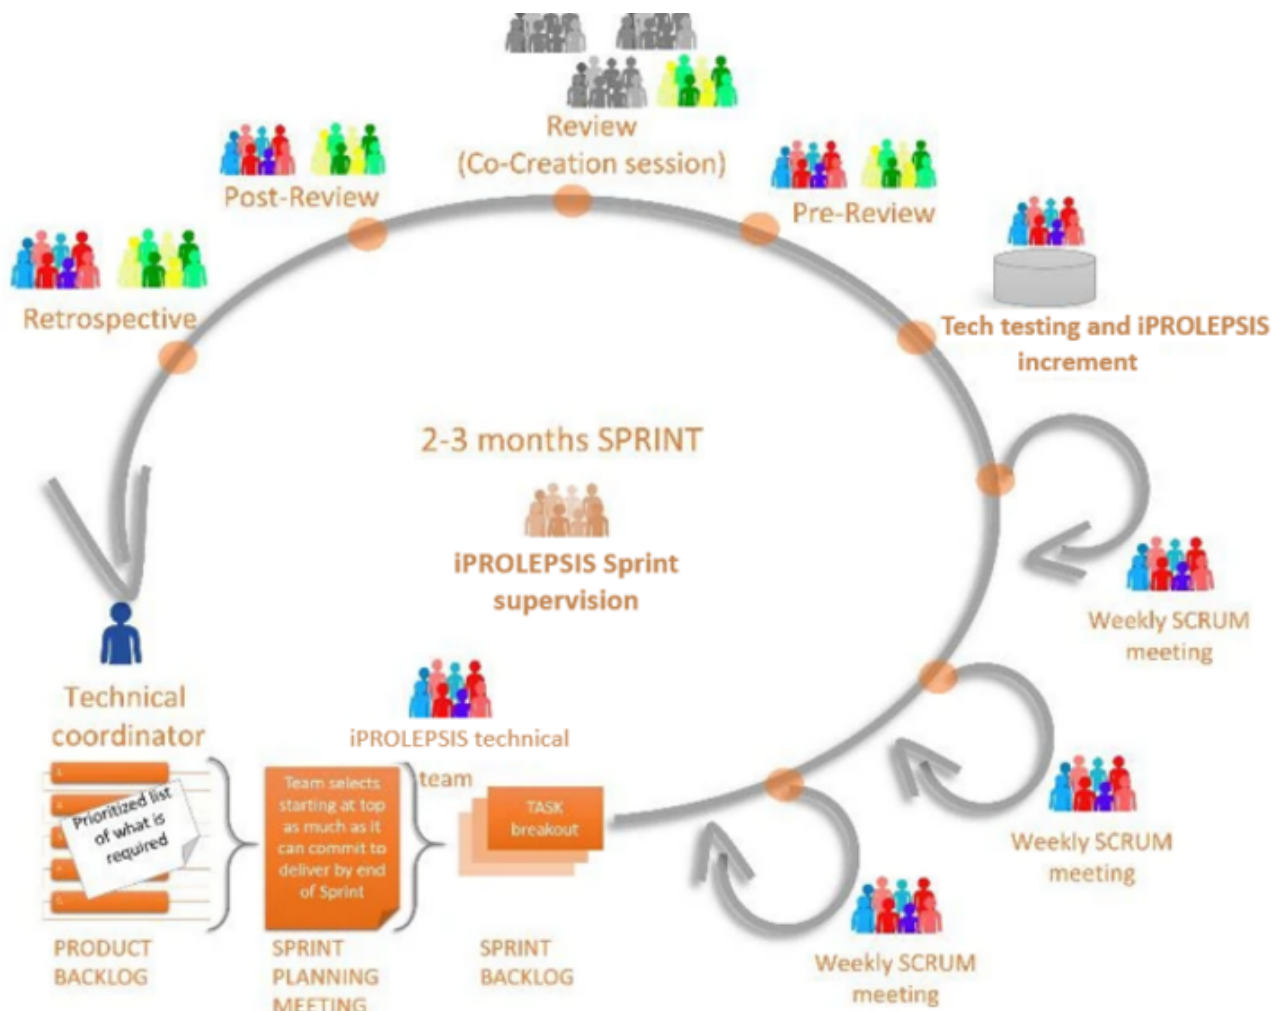 Review
(Co-Creation session)
Post-Review
Pre-Review
Retrospective
Tech testing and iPROLEPSIS
increment
2-3 months SPRINT
iPROLEPSIS Sprint
supervision
Weekly SCRUM
meeting
Technical
coordinator
iPROLEPSIS technical
team
Prioritized list
of what is
required
Team selects
starting at top
as much as it
can commit to
deliver by end
of Sprint
TASK
breakout
Weekly SCRUM
meeting
PRODUCT
BACKLOG
SPRINT
PLANNING
MEETING
SPRINT
BACKLOG
Weekly SCRUM
meeting